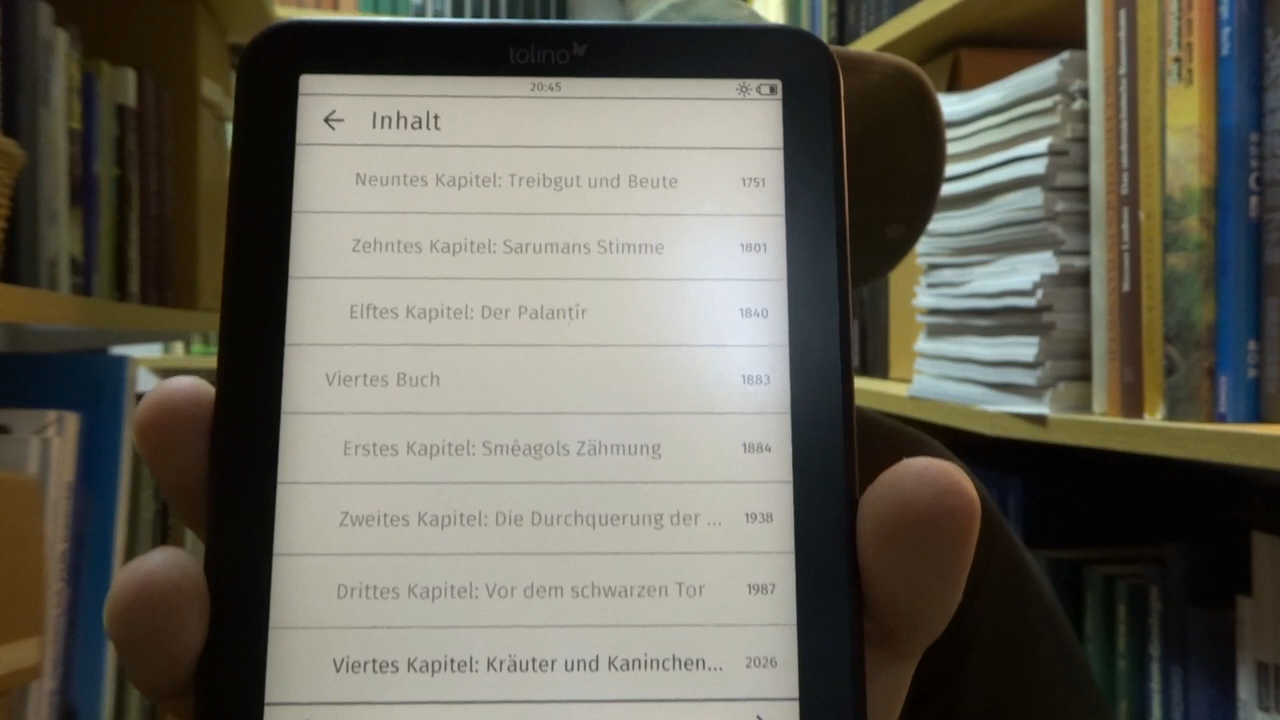 tolino
20:45
Inhalt
Neuntes Kapitel: Treibgut und Beute 1751
Zehntes Kapitel: Sarumans Stimme 1801
Elftes Kapitel: Der Palantír 1840
Viertes Buch 1883
Erstes Kapitel: Sméagols Zähmung 1884
Zweites Kapitel: Die Durchquerung der ... 1938
Drittes Kapitel: Vor dem schwarzen Tor 1987
Viertes Kapitel: Kräuter und Kaninchen... 2026